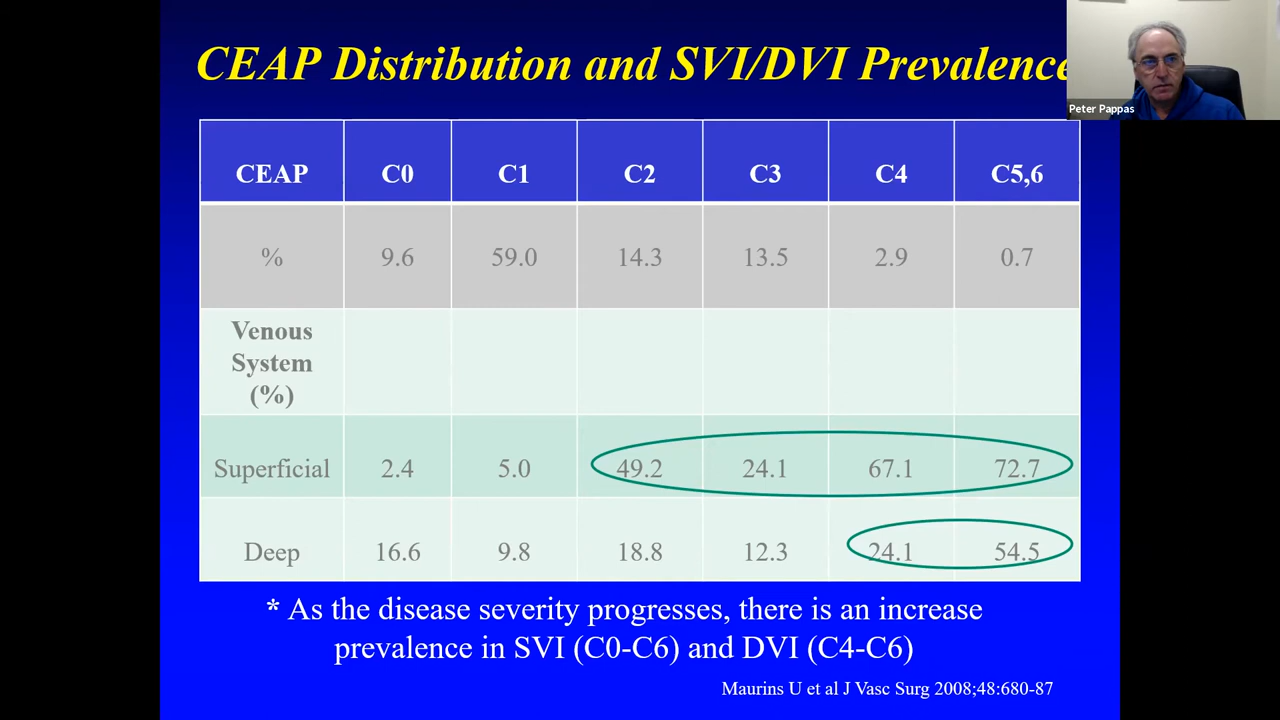 CEAP Distribution and SVI/DVI Prevalence
Peter Pappas
CEAP C0 C1 C2 C3 C4 C5,6
% 9.6 59.0 14.3 13.5 2.9 0.7
Venous
System
(%)
Superficial 2.4 5.0 49.2 24.1 67.1 72.7
Deep 16.6 9.8 18.8 12.3 24.1 54.5
* As the disease severity progresses, there is an increase
prevalence in SVI (C0-C6) and DVI (C4-C6)
Maurins U et al J Vasc Surg 2008;48:680-87